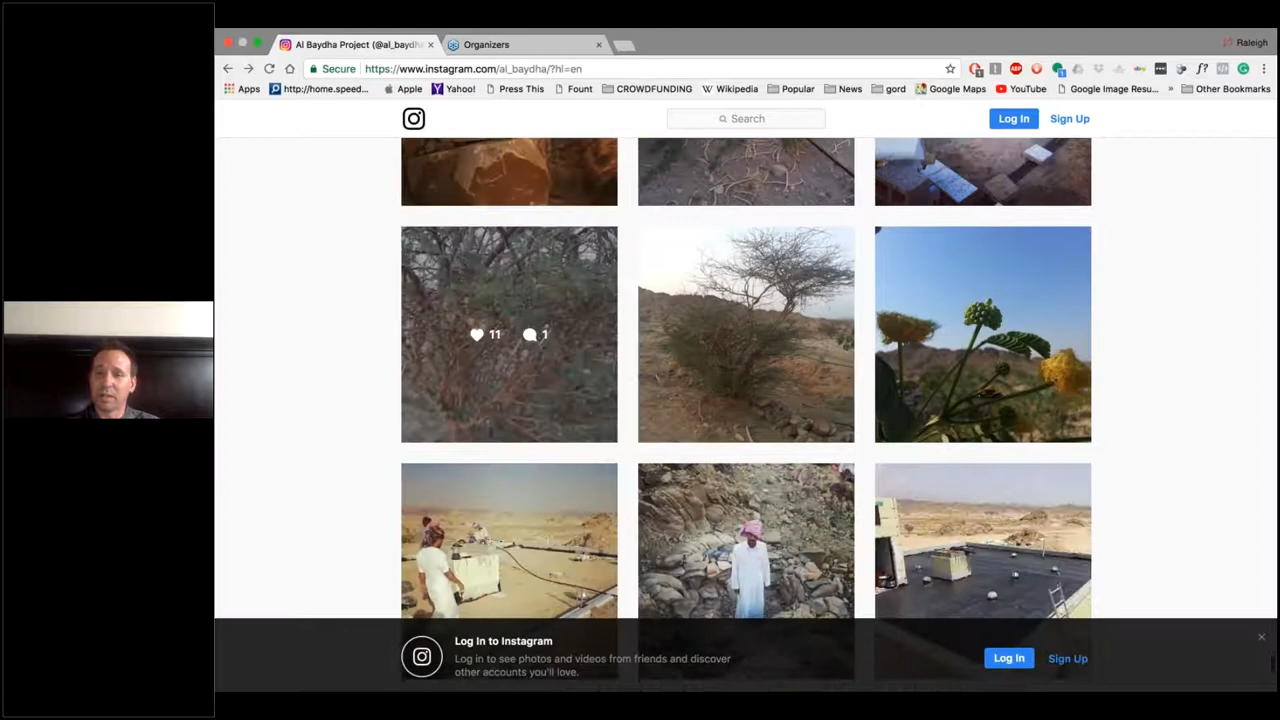 Al Baydha Project (@al_baydh
Organizers
Raleigh
Secure
https://www.instagram.com/al_baydha/?hl=en
Apps
http://home.speed...
Apple
Yahoo!
Press This
Fount
CROWDFUNDING
Wikipedia
Popular
News
gord
Google Maps
YouTube
Google Image Resu...
»
Other Bookmarks
Search
Log In
Sign Up
11
1
Log In to Instagram
Log in to see photos and videos from friends and discover
other accounts you'll love.
Log In
Sign Up